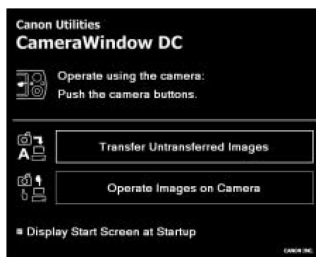 Canon Utilities
CameraWindow DC
Operate using the camera:
Push the camera buttons.
A
Transfer Untransferred Images
Operate Images on Camera
Display Start Screen at Startup
CANON INC.